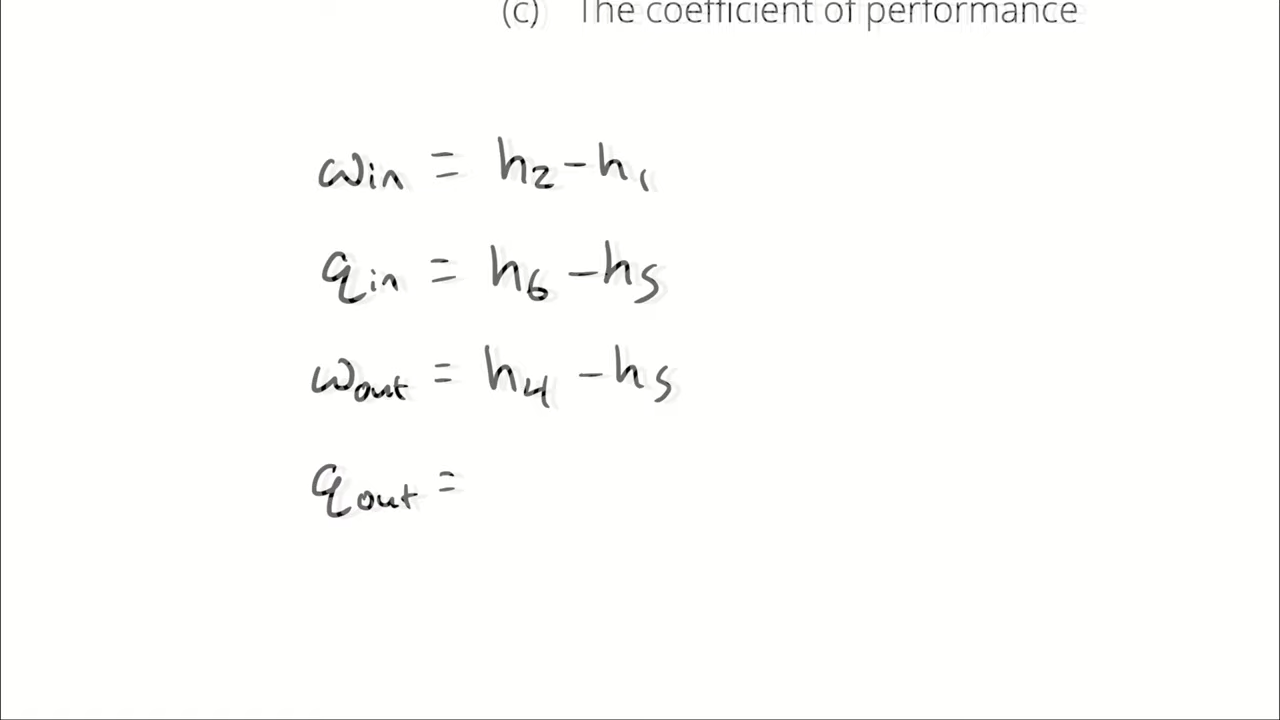 (c) The coefficient of performance
win = h2 - h1
qin = h6 - h5
wout = h4 - h5
qout =